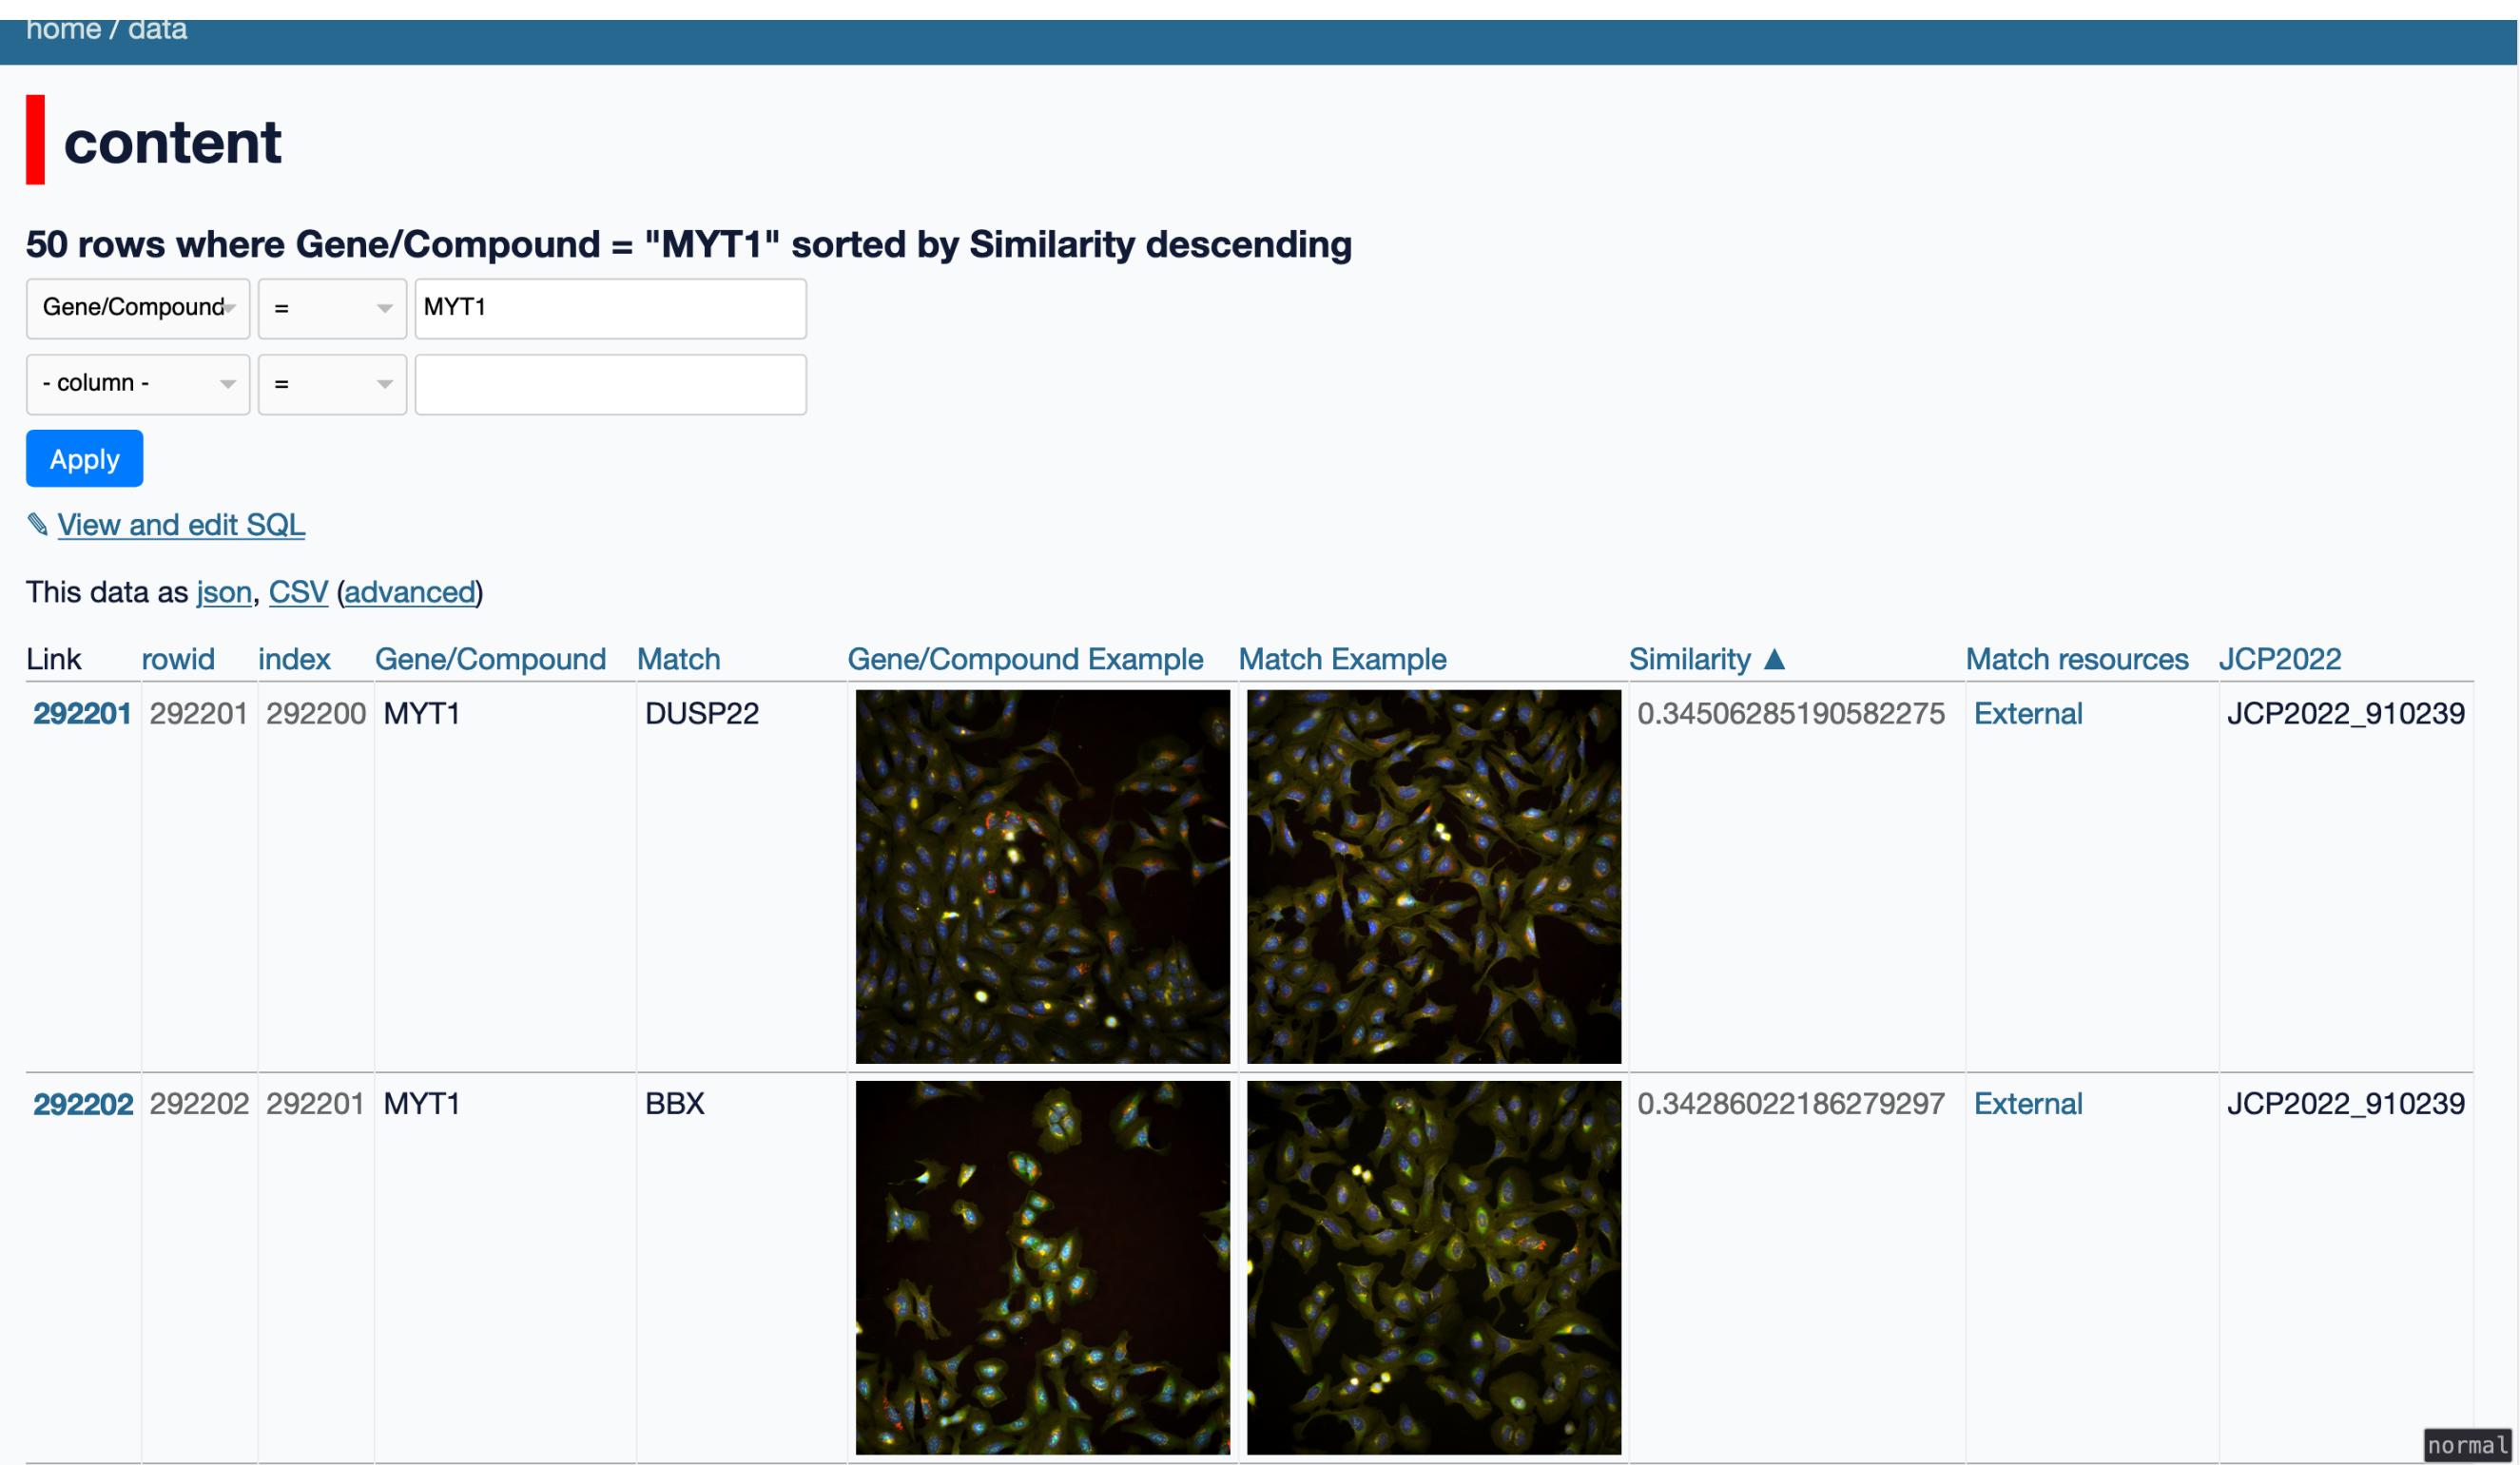 home / data
content
50 rows where Gene/Compound = "MYT1" sorted by Similarity descending
Gene/Compound = MYT1
- column - =
Apply
✎ View and edit SQL
This data as json, CSV (advanced)
Link rowid index Gene/Compound Match Gene/Compound Example Match Example Similarity ▲ Match resources JCP2022
292201 292201 292200 MYT1 DUSP22 0.34506285190582275 External JCP2022_910239
292202 292202 292201 MYT1 BBX 0.34286022186279297 External JCP2022_910239
normal